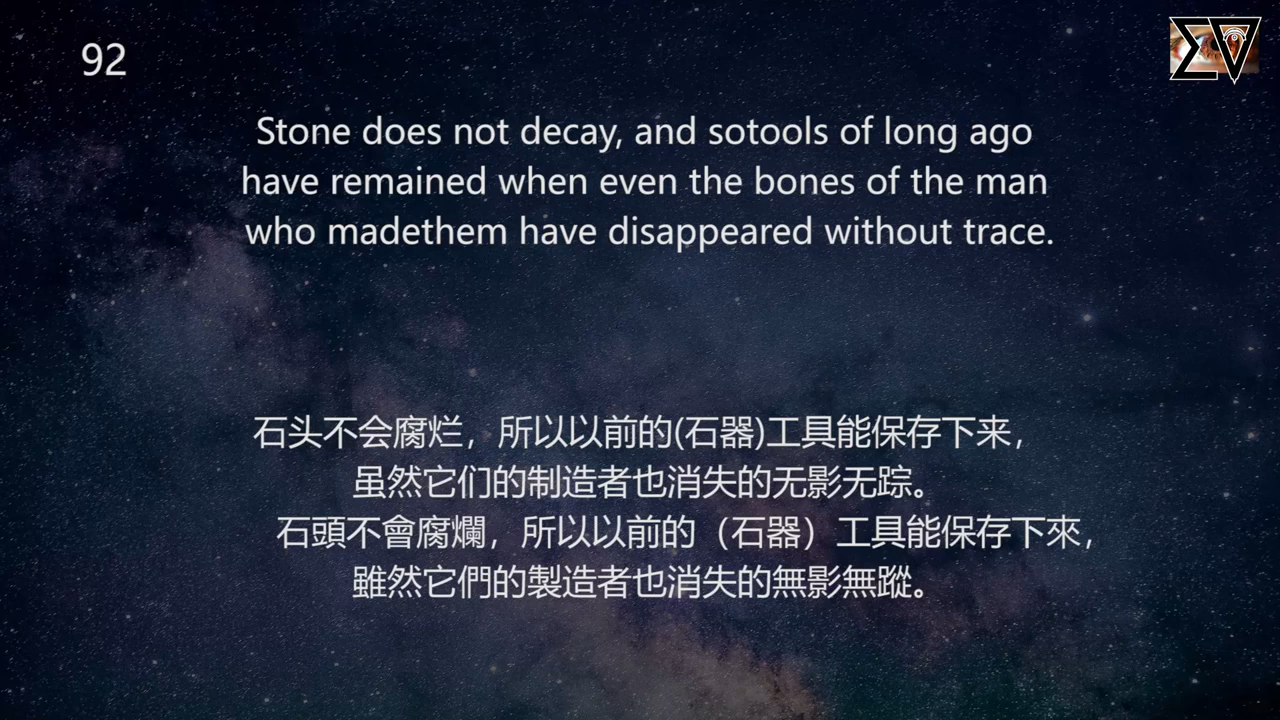 92
Stone does not decay, and sotools of long ago
have remained when even the bones of the man
who madethem have disappeared without trace.
石头不会腐烂，所以以前的(石器)工具能保存下来，
虽然它们的制造者也消失的无影无踪。
石頭不會腐爛，所以以前的（石器）工具能保存下來，
雖然它們的製造者也消失的無影無蹤。